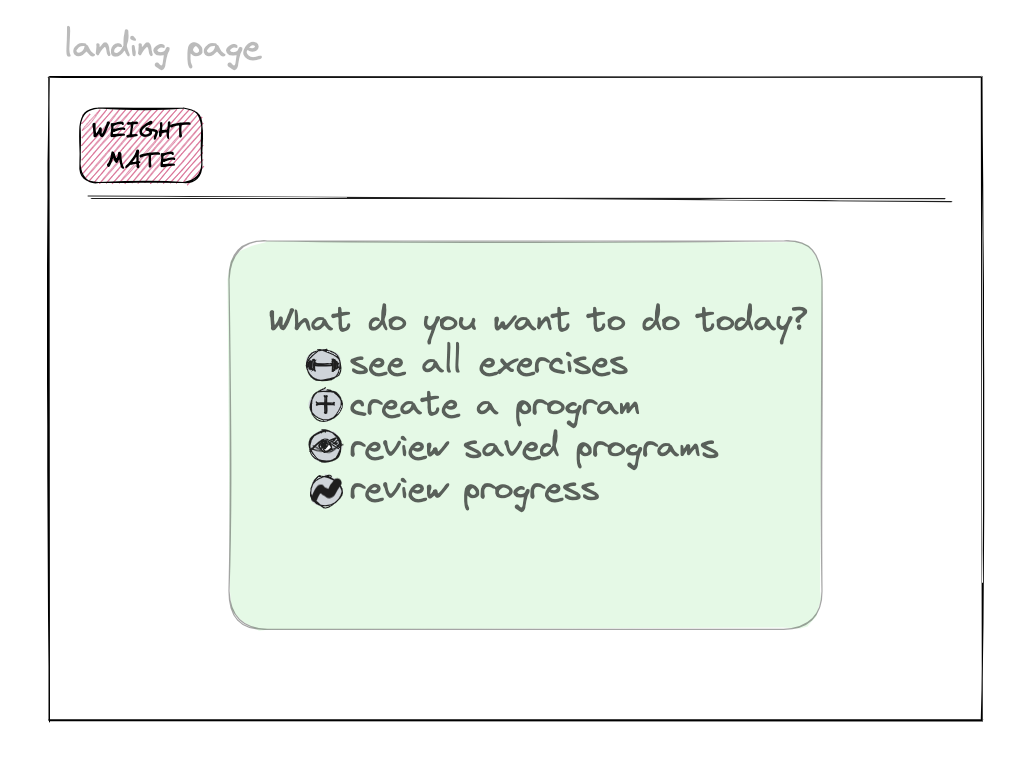 landing page
WEIGHT
MATE
What do you want to do today?
see all exercises
create a program
review saved programs
review progress